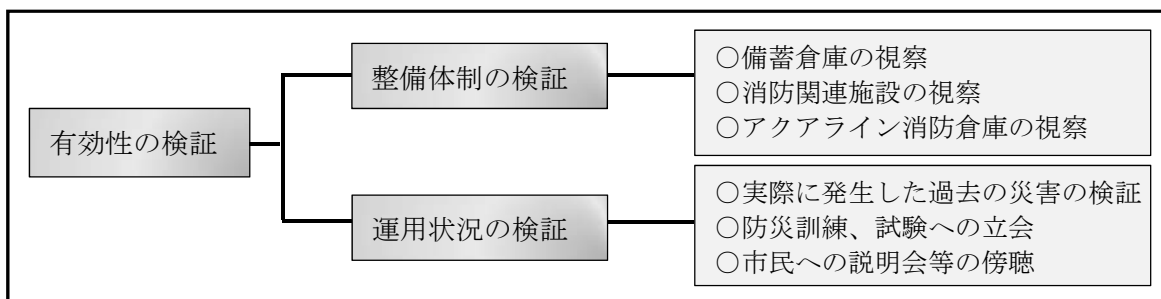 有効性の検証
整備体制の検証
○備蓄倉庫の視察
○消防関連施設の視察
○アクアライン消防倉庫の視察
運用状況の検証
○実際に発生した過去の災害の検証
○防災訓練、試験への立会
○市民への説明会等の傍聴